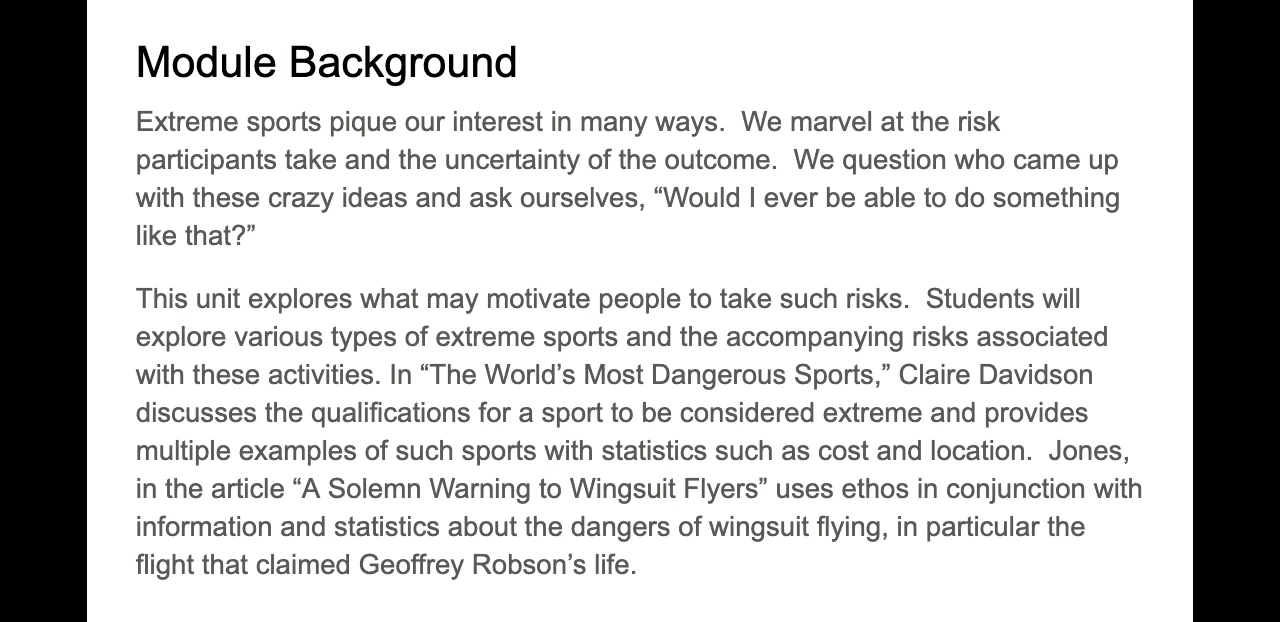 Module Background
Extreme sports pique our interest in many ways.  We marvel at the risk
participants take and the uncertainty of the outcome.  We question who came up
with these crazy ideas and ask ourselves, “Would I ever be able to do something
like that?”
This unit explores what may motivate people to take such risks.  Students will
explore various types of extreme sports and the accompanying risks associated
with these activities. In “The World’s Most Dangerous Sports,” Claire Davidson
discusses the qualifications for a sport to be considered extreme and provides
multiple examples of such sports with statistics such as cost and location.  Jones,
in the article “A Solemn Warning to Wingsuit Flyers” uses ethos in conjunction with
information and statistics about the dangers of wingsuit flying, in particular the
flight that claimed Geoffrey Robson’s life.